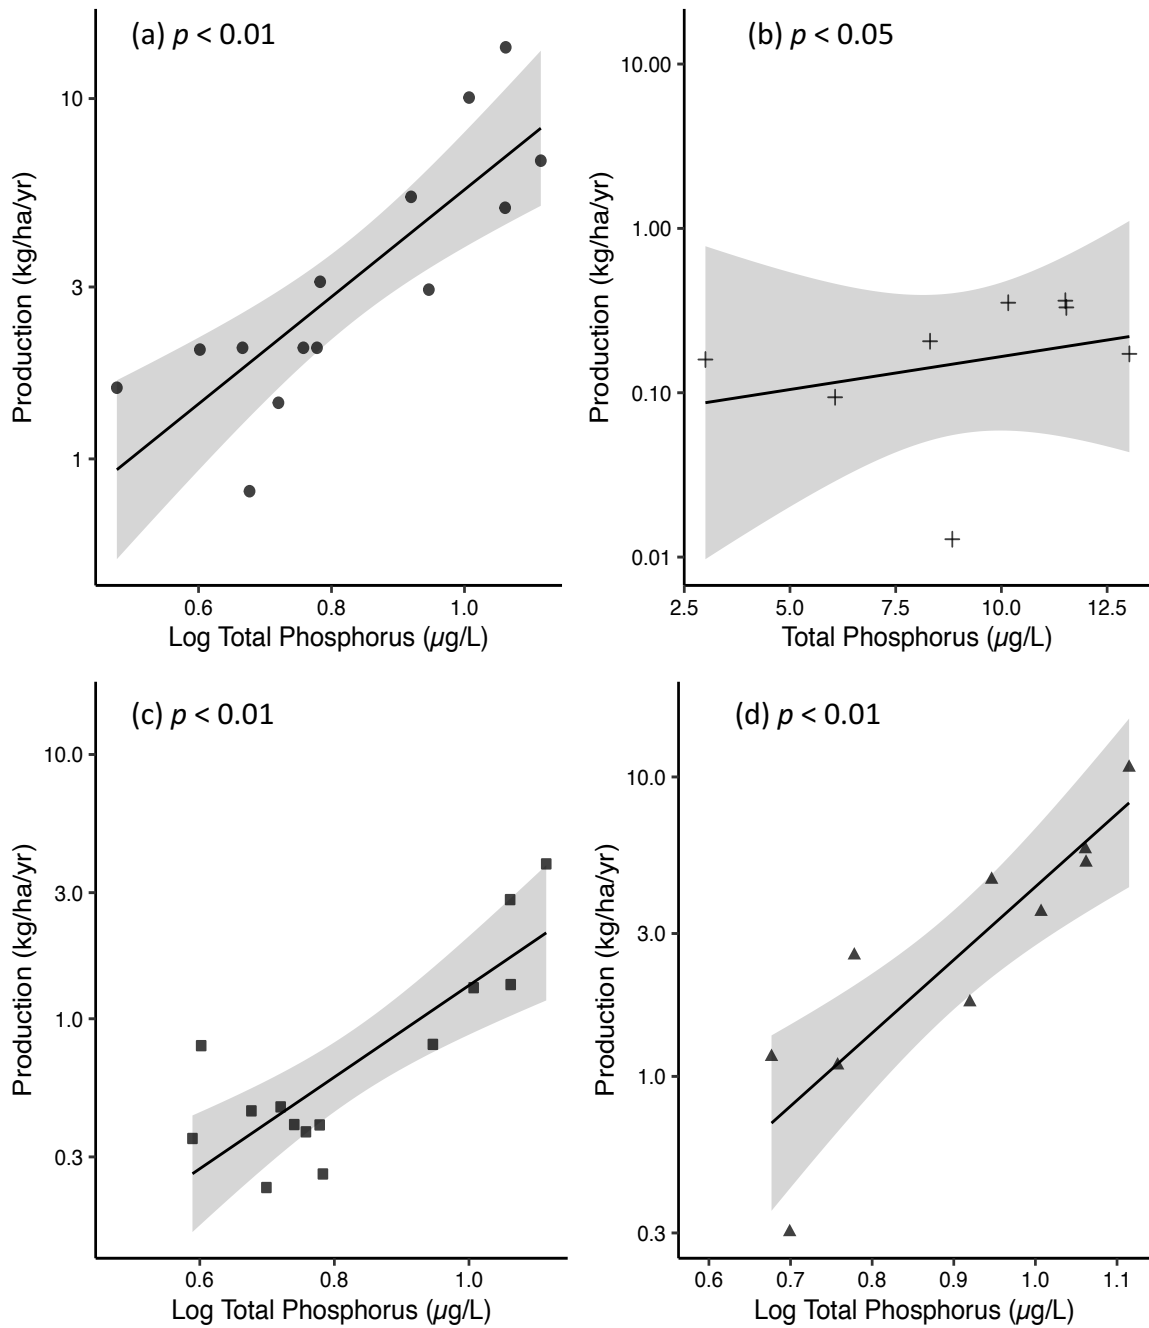 (a) p < 0.01
Production (kg/ha/yr)
10
3
1
0.6 0.8 1.0
Log Total Phosphorus (µg/L)
(b) p < 0.05
Production (kg/ha/yr)
10.00
1.00
0.10
0.01
2.5 5.0 7.5 10.0 12.5
Total Phosphorus (µg/L)
(c) p < 0.01
Production (kg/ha/yr)
10.0
3.0
1.0
0.3
0.6 0.8 1.0
Log Total Phosphorus (µg/L)
(d) p < 0.01
Production (kg/ha/yr)
10.0
3.0
1.0
0.3
0.6 0.7 0.8 0.9 1.0 1.1
Log Total Phosphorus (µg/L)